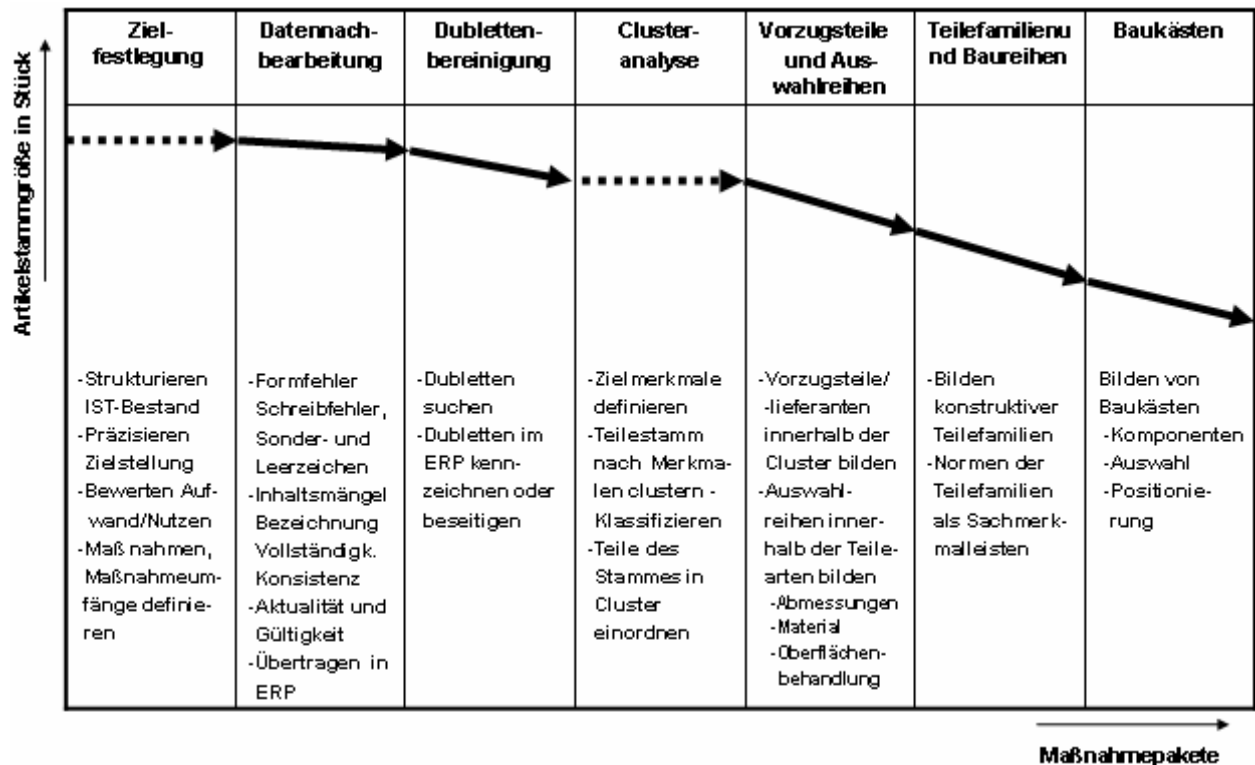 Artikelstammgröße in Stück
Ziel-
festlegung
Datennach-
bearbeitung
Dubletten-
bereinigung
Cluster-
analyse
Vorzugsteile
und Aus-
wahlreihen
Teilefamilienu
nd Baureihen
Baukästen
-Strukturieren
IST-Bestand
-Präzisieren
Zielstellung
-Bewerten Auf-
wand/Nutzen
-Maß nahmen,
Maßnahmeum-
fänge definie-
ren
-Formfehler
Schreibfehler,
Sonder- und
Leerzeichen
-Inhaltsmängel
Bezeichnung
Vollständigk.
Konsistenz
-Aktualität und
Gültigkeit
-Übertragen in
ERP
-Dubletten
suchen
-Dubletten im
ERP kenn-
zeichnen oder
beseitigen
-Zielmerkmale
definieren
-Teilestamm
nach Merkma-
len clustern -
Klassifizieren
-Teile des
Stammes in
Cluster
einordnen
-Vorzugsteile/
-lieferanten
innerhalb der
Cluster bilden
-Auswahl-
reihen inner-
halb der Teile-
arten bilden
-Abmessungen
-Material
-Oberflächen-
behandlung
-Bilden
konstruktiver
Teilefamilien
-Normen der
Teilefamilien
als Sachmerk-
malleisten
Bilden von
Baukästen
-Komponenten
-Auswahl
-Positionie-
rung
Maßnahmepakete